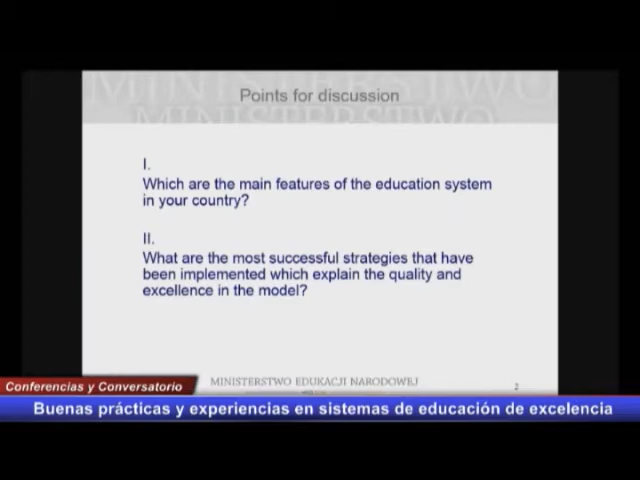 MINISTERSTWO
Points for discussion
MINISTERSTWO
I.
Which are the main features of the education system
in your country?
II.
What are the most successful strategies that have
been implemented which explain the quality and
excellence in the model?
MINISTERSTWO EDUKACJI NARODOWEJ
2
Conferencias y Conversatorio
Buenas prácticas y experiencias en sistemas de educación de excelencia